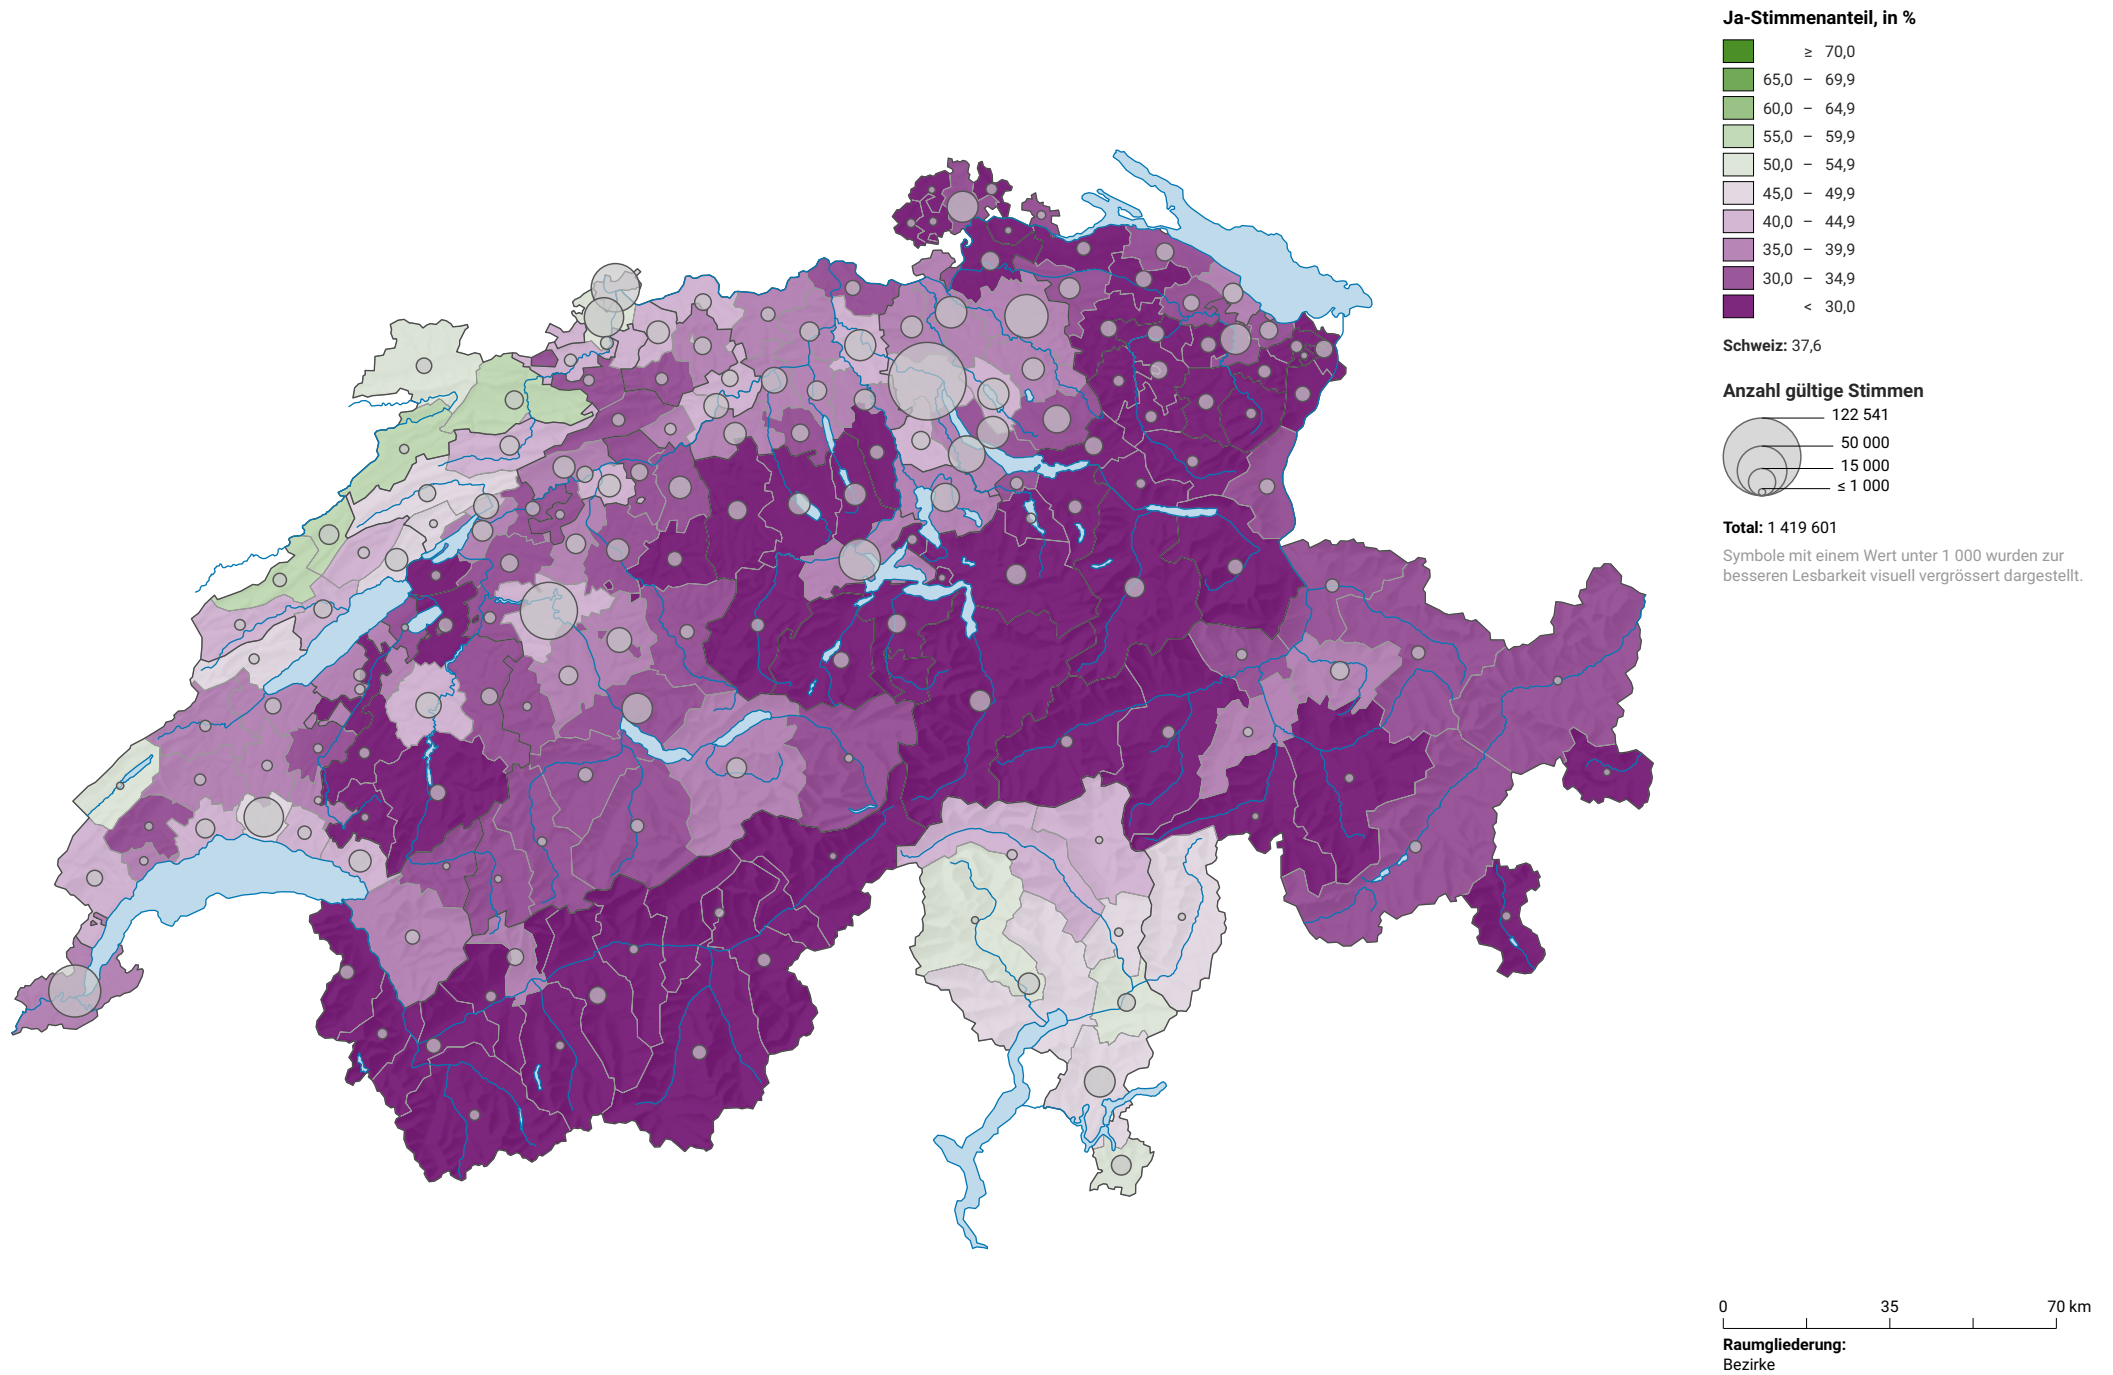 Ja-Stimmenanteil, in %
≥ 70,0
65,0 – 69,9
60,0 – 64,9
55,0 – 59,9
50,0 – 54,9
45,0 – 49,9
40,0 – 44,9
35,0 – 39,9
30,0 – 34,9
< 30,0
Schweiz: 37,6
Anzahl gültige Stimmen
122 541
50 000
15 000
≤ 1 000
Total: 1 419 601
Symbole mit einem Wert unter 1 000 wurden zur
besseren Lesbarkeit visuell vergrössert dargestellt.
0 35 70 km
Raumgliederung:
Bezirke